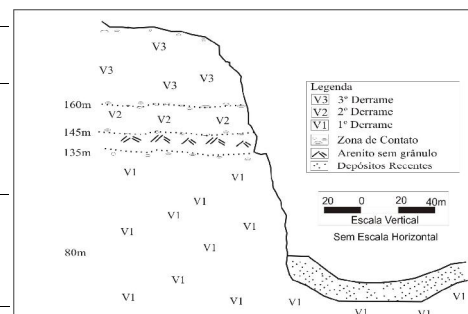 V3
V3
V3
V3
160m
V2
V2
V2
145m
135m
V1
V1
V1
V1
V1
V1
80m
V1
V1
V1
V1
V1
V1
V1
V1
V1
Legenda
V3 3º Derrame
V2 2º Derrame
V1 1º Derrame
Zona de Contato
Arenito sem grânulo
Depósitos Recentes
20 0 20 40m
Escala Vertical
Sem Escala Horizontal